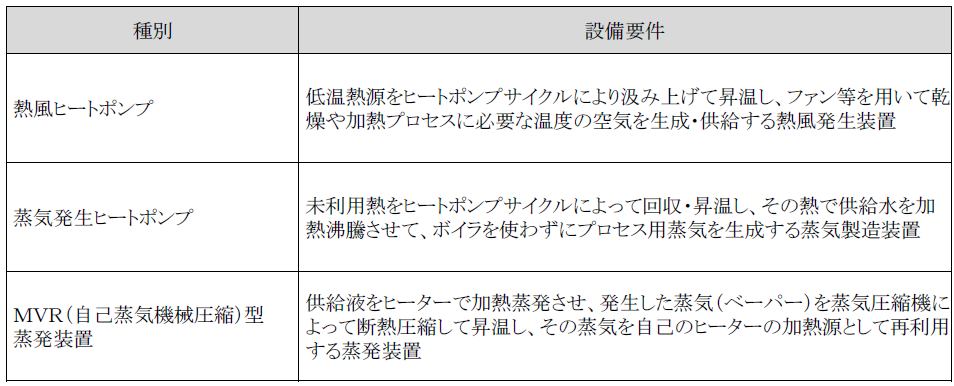 種別
設備要件
熱風ヒートポンプ
低温熱源をヒートポンプサイクルにより汲み上げて昇温し、ファン等を用いて乾
燥や加熱プロセスに必要な温度の空気を生成・供給する熱風発生装置
蒸気発生ヒートポンプ
未利用熱をヒートポンプサイクルによって回収・昇温し、その熱で供給水を加
熱沸騰させて、ボイラを使わずにプロセス用蒸気を生成する蒸気製造装置
MVR（自己蒸気機械圧縮）型
蒸発装置
供給液をヒーターで加熱蒸発させ、発生した蒸気（ベーパー）を蒸気圧縮機に
よって断熱圧縮して昇温し、その蒸気を自己のヒーターの加熱源として再利用
する蒸発装置